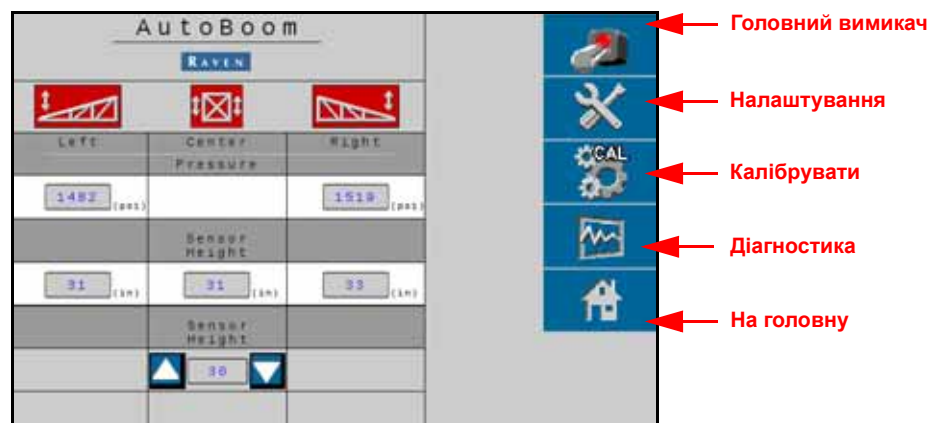 AutoBoom
RAVEN
Left Center Right
Pressure
1482 (psi) 1519 (psi)
Sensor
Height
31 (in) 31 (in) 33 (in)
Sensor
Height
30
CAL
Головний вимикач
Налаштування
Калібрувати
Діагностика
На головну